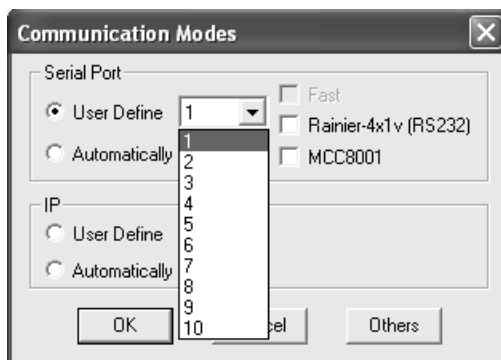 Communication Modes
Serial Port
User Define 1
Fast
Rainier-4x1v (RS232)
Automatically
MCC8001
1
2
3
4
5
6
7
8
9
10
IP
User Define
Automatically
OK
el
Others